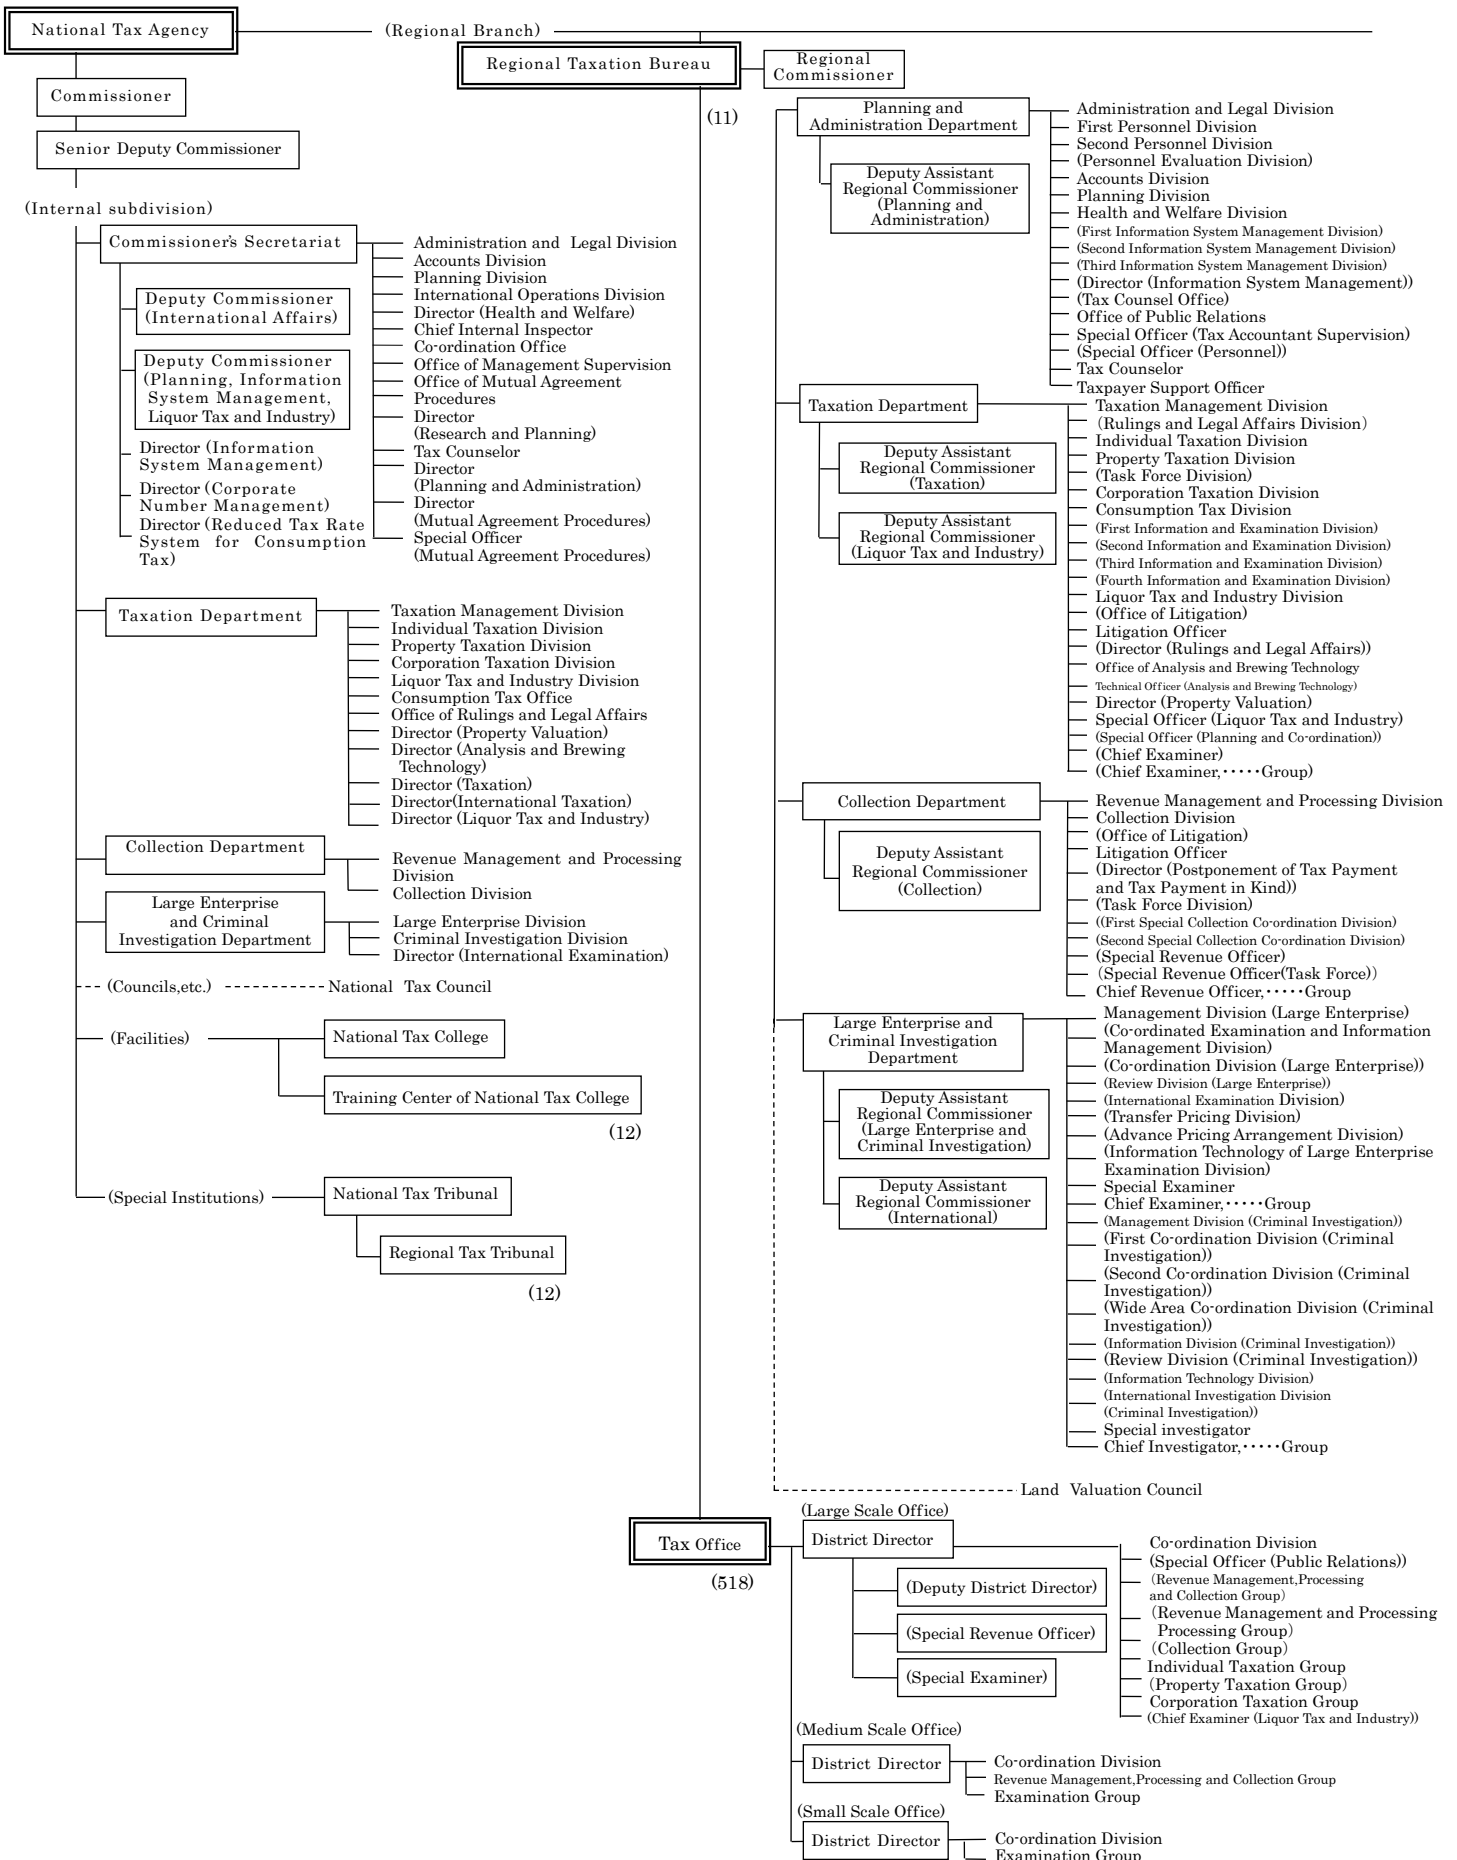 National Tax Agency
(Regional Branch)
Regional Taxation Bureau
Regional
Commissioner
(11)
Commissioner
Senior Deputy Commissioner
(Internal subdivision)
Commissioner's Secretariat
Deputy Commissioner
(International Affairs)
Deputy Commissioner
(Planning, Information
System Management,
Liquor Tax and Industry)
Director (Information
System Management)
Director (Corporate
Number Management)
Director (Reduced Tax Rate
System for Consumption
Tax)
Administration and Legal Division
Accounts Division
Planning Division
International Operations Division
Director (Health and Welfare)
Chief Internal Inspector
Co-ordination Office
Office of Management Supervision
Office of Mutual Agreement
Procedures
Director
(Research and Planning)
Tax Counselor
Director
(Planning and Administration)
Director
(Mutual Agreement Procedures)
Special Officer
(Mutual Agreement Procedures)
Taxation Department
Taxation Management Division
Individual Taxation Division
Property Taxation Division
Corporation Taxation Division
Liquor Tax and Industry Division
Consumption Tax Office
Office of Rulings and Legal Affairs
Director (Property Valuation)
Director (Analysis and Brewing
Technology)
Director (Taxation)
Director(International Taxation)
Director (Liquor Tax and Industry)
Collection Department
Revenue Management and Processing
Division
Collection Division
Large Enterprise
and Criminal
Investigation Department
Large Enterprise Division
Criminal Investigation Division
Director (International Examination)
(Councils,etc.)
National Tax Council
(Facilities)
National Tax College
Training Center of National Tax College
(12)
(Special Institutions)
National Tax Tribunal
Regional Tax Tribunal
(12)
Planning and
Administration Department
Deputy Assistant
Regional Commissioner
(Planning and
Administration)
Administration and Legal Division
First Personnel Division
Second Personnel Division
(Personnel Evaluation Division)
Accounts Division
Planning Division
Health and Welfare Division
(First Information System Management Division)
(Second Information System Management Division)
(Third Information System Management Division)
(Director (Information System Management))
(Tax Counsel Office)
Office of Public Relations
Special Officer (Tax Accountant Supervision)
(Special Officer (Personnel))
Tax Counselor
Taxpayer Support Officer
Taxation Department
Deputy Assistant
Regional Commissioner
(Taxation)
Deputy Assistant
Regional Commissioner
(Liquor Tax and Industry)
Taxation Management Division
(Rulings and Legal Affairs Division)
Individual Taxation Division
Property Taxation Division
(Task Force Division)
Corporation Taxation Division
Consumption Tax Division
(First Information and Examination Division)
(Second Information and Examination Division)
(Third Information and Examination Division)
(Fourth Information and Examination Division)
Liquor Tax and Industry Division
(Office of Litigation)
Litigation Officer
(Director (Rulings and Legal Affairs))
Office of Analysis and Brewing Technology
Technical Officer (Analysis and Brewing Technology)
Director (Property Valuation)
Special Officer (Liquor Tax and Industry)
(Special Officer (Planning and Co-ordination))
(Chief Examiner)
(Chief Examiner,・・・・・Group)
Collection Department
Deputy Assistant
Regional Commissioner
(Collection)
Revenue Management and Processing Division
Collection Division
(Office of Litigation)
Litigation Officer
(Director (Postponement of Tax Payment
and Tax Payment in Kind))
(Task Force Division)
((First Special Collection Co-ordination Division)
(Second Special Collection Co-ordination Division)
(Special Revenue Officer)
(Special Revenue Officer(Task Force))
Chief Revenue Officer,・・・・・Group
Large Enterprise and
Criminal Investigation
Department
Deputy Assistant
Regional Commissioner
(Large Enterprise and
Criminal Investigation)
Deputy Assistant
Regional Commissioner
(International)
Management Division (Large Enterprise)
(Co-ordinated Examination and Information
Management Division)
(Co-ordination Division (Large Enterprise))
(Review Division (Large Enterprise))
(International Examination Division)
(Transfer Pricing Division)
(Advance Pricing Arrangement Division)
(Information Technology of Large Enterprise
Examination Division)
Special Examiner
Chief Examiner,・・・・・Group
(Management Division (Criminal Investigation))
(First Co-ordination Division (Criminal
Investigation))
(Second Co-ordination Division (Criminal
Investigation))
(Wide Area Co-ordination Division (Criminal
Investigation))
(Information Division (Criminal Investigation))
(Review Division (Criminal Investigation))
(Information Technology Division)
(International Investigation Division
(Criminal Investigation))
Special investigator
Chief Investigator,・・・・・Group
Land Valuation Council
Tax Office
(518)
(Large Scale Office)
District Director
(Deputy District Director)
(Special Revenue Officer)
(Special Examiner)
Co-ordination Division
(Special Officer (Public Relations))
(Revenue Management,Processing
and Collection Group)
(Revenue Management and Processing
Processing Group)
(Collection Group)
Individual Taxation Group
(Property Taxation Group)
Corporation Taxation Group
(Chief Examiner (Liquor Tax and Industry))
(Medium Scale Office)
District Director
Co-ordination Division
Revenue Management,Processing and Collection Group
Examination Group
(Small Scale Office)
District Director
Co-ordination Division
Examination Group